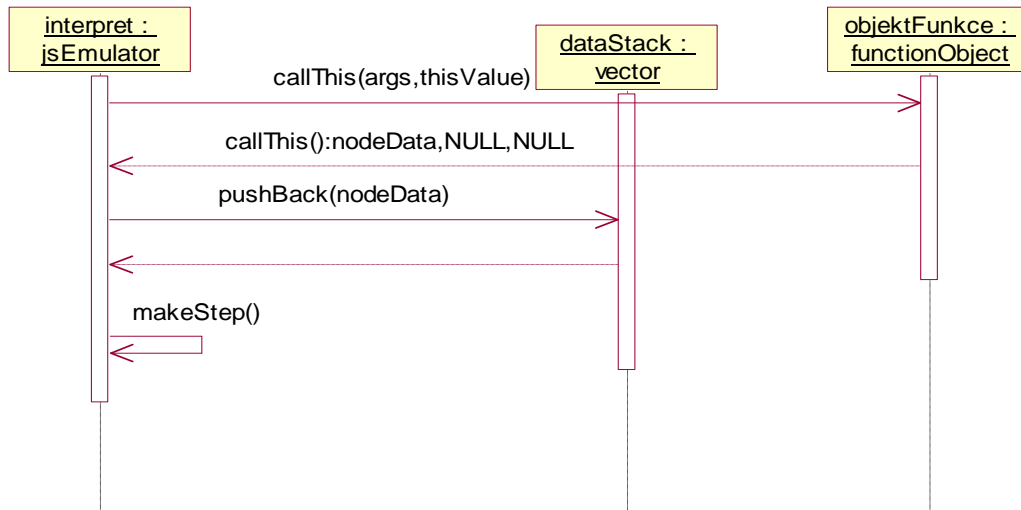 interpret :
jsEmulator
dataStack :
vector
objektFunkce :
functionObject
callThis(args,thisValue)
callThis():nodeData,NULL,NULL
pushBack(nodeData)
makeStep()